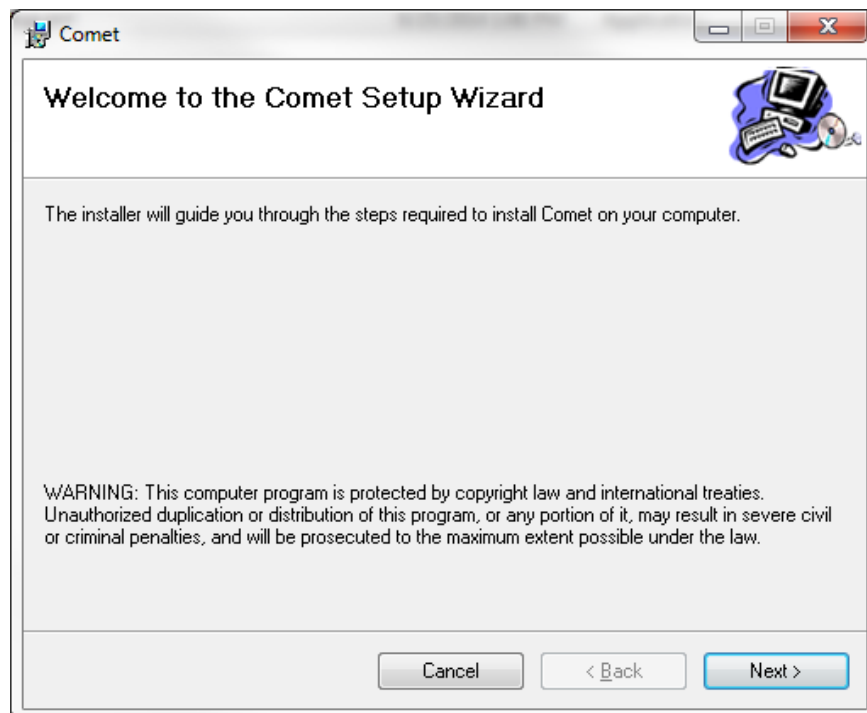 Comet
Welcome to the Comet Setup Wizard
The installer will guide you through the steps required to install Comet on your computer.
WARNING: This computer program is protected by copyright law and international treaties.
Unauthorized duplication or distribution of this program, or any portion of it, may result in severe civil
or criminal penalties, and will be prosecuted to the maximum extent possible under the law.
Cancel < Back Next >